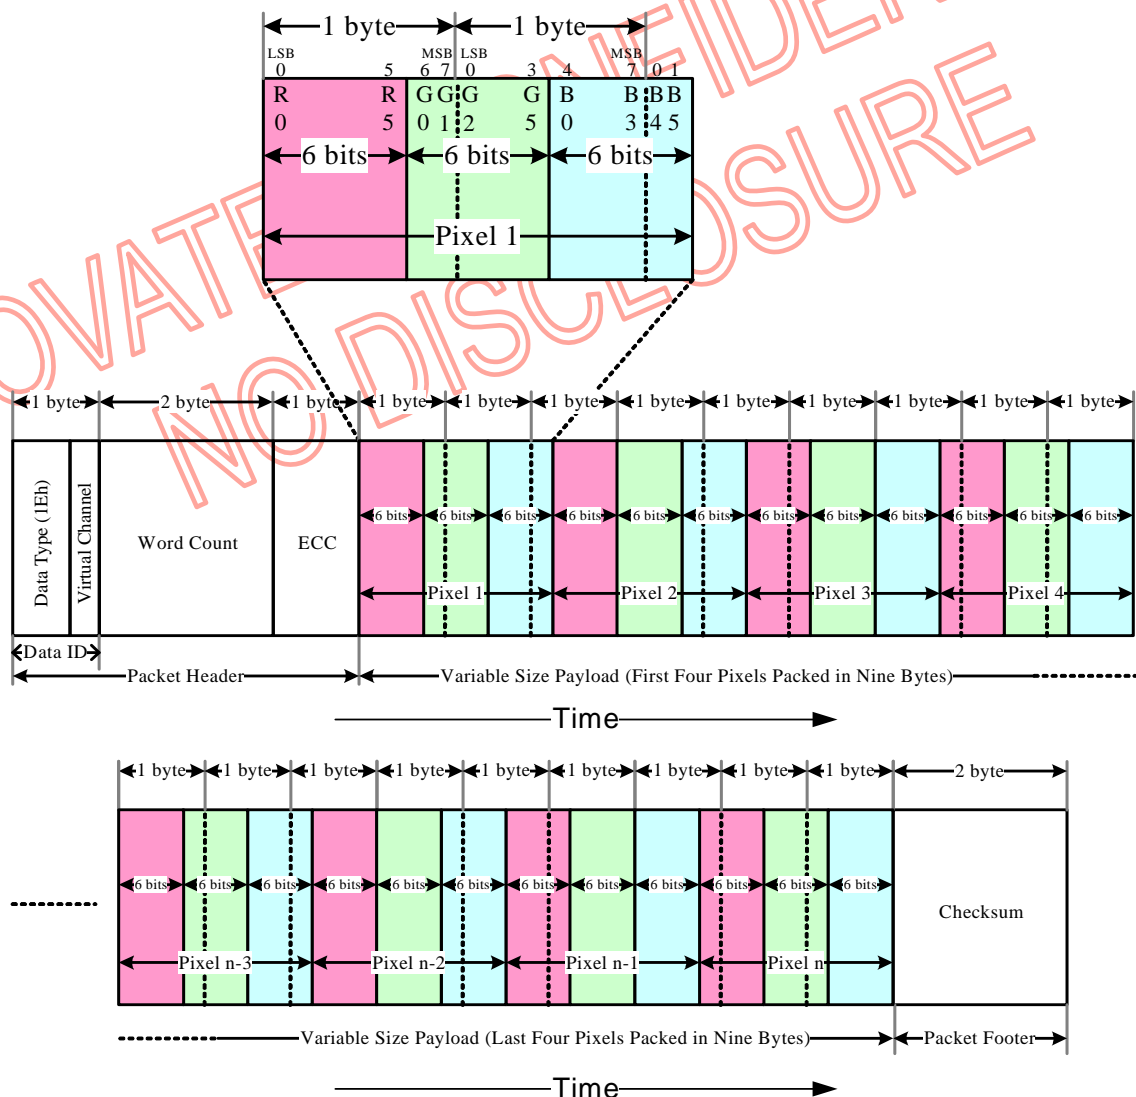 1 byte 1 byte
LSB MSB LSB MSB
0 5 6 7 0 3 4 7 0 1
R R G G G G B B B B
0 5 0 1 2 5 0 3 4 5
6 bits 6 bits 6 bits
Pixel 1
NO DISCLOSURE
1 byte 2 byte 1 byte 1 byte 1 byte 1 byte 1 byte 1 byte 1 byte 1 byte 1 byte 1 byte
Data Type (1Eh)
Virtual Channel
Word Count
ECC
6 bits 6 bits 6 bits 6 bits 6 bits 6 bits 6 bits 6 bits 6 bits 6 bits 6 bits 6 bits
Pixel 1 Pixel 2 Pixel 3 Pixel 4
Data ID
Packet Header Variable Size Payload (First Four Pixels Packed in Nine Bytes)
Time
1 byte 1 byte 1 byte 1 byte 1 byte 1 byte 1 byte 1 byte 1 byte 2 byte
6 bits 6 bits 6 bits 6 bits 6 bits 6 bits 6 bits 6 bits 6 bits 6 bits 6 bits 6 bits
Checksum
Pixel n-3 Pixel n-2 Pixel n-1 Pixel n
Variable Size Payload (Last Four Pixels Packed in Nine Bytes) Packet Footer
Time